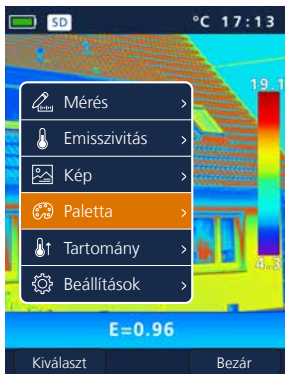 SD °C 17:13
19.1
Mérés
Emisszivitás
Kép
Paletta
Tartomány
Beállítások
4.3
E=0.96
Kiválaszt Bezár